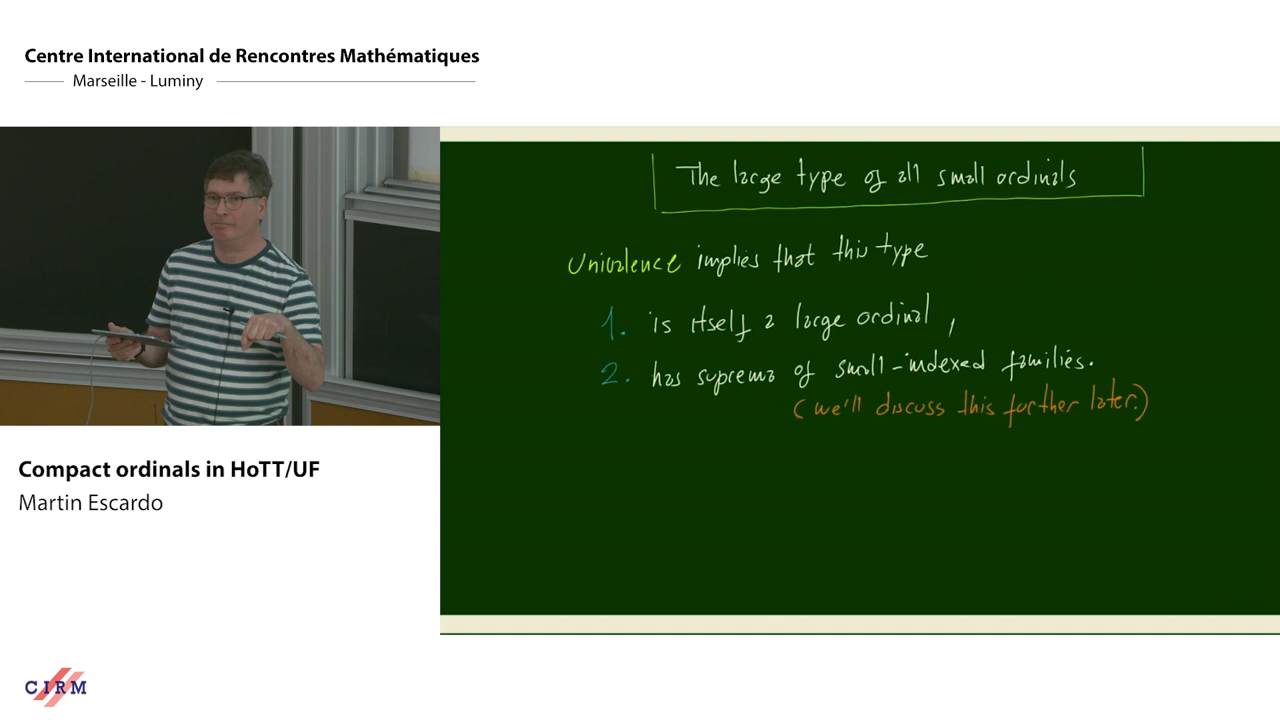 Centre International de Rencontres Mathématiques
Marseille - Luminy
The large type of all small ordinals
Univalence implies that this type
1. is itself a large ordinal,
2. has suprema of small-indexed families.
(we'll discuss this further later.)
Compact ordinals in HoTT/UF
Martin Escardo
CIRM